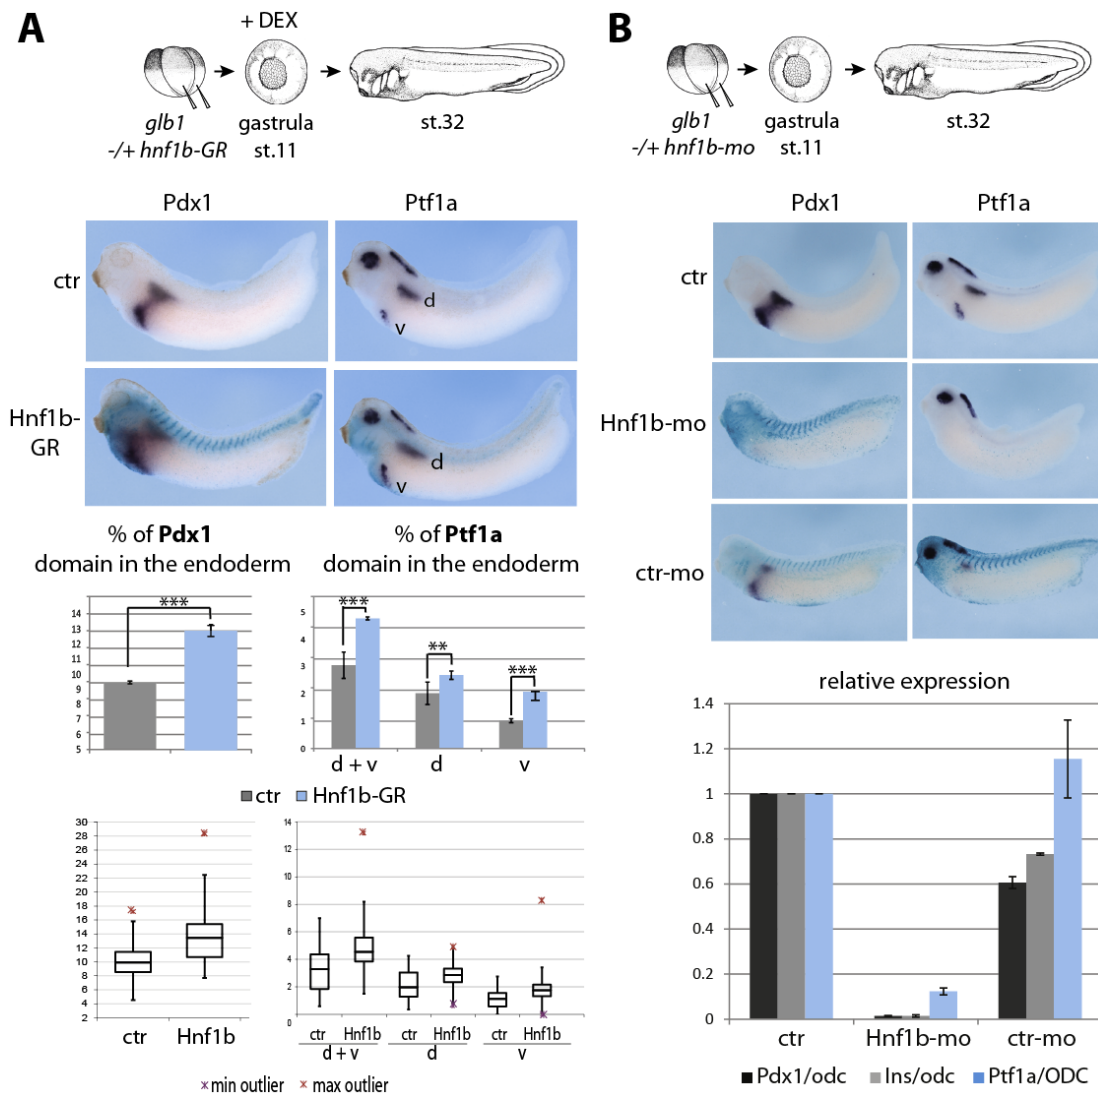 A
+ DEX
glb1
-/+ hnf1b-GR
gastrula
st.11
st.32
Pdx1
Ptf1a
ctr
d
v
Hnf1b-
GR
d
v
% of Pdx1
domain in the endoderm
% of Ptf1a
domain in the endoderm
***
14
13
12
11
10
9
8
7
6
5
***
**
***
5
4
3
2
1
0
d + v
d
v
ctr
Hnf1b-GR
30
28
26
24
22
20
18
16
14
12
10
8
6
4
2
ctr
Hnf1b
14
12
10
8
6
4
2
0
ctr
Hnf1b
ctr
Hnf1b
ctr
Hnf1b
d + v
d
v
min outlier
max outlier
B
glb1
-/+ hnf1b-mo
gastrula
st.11
st.32
Pdx1
Ptf1a
ctr
Hnf1b-mo
ctr-mo
relative expression
1.4
1.2
1
0.8
0.6
0.4
0.2
0
ctr
Hnf1b-mo
ctr-mo
Pdx1/odc
Ins/odc
Ptf1a/ODC